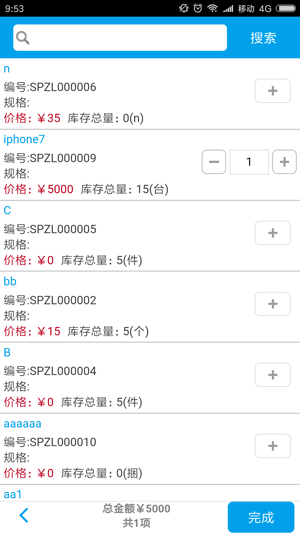 9:53 移动 4G
搜索
n
编号:SPZL000006
规格:
价格:￥35 库存总量:0(n)
iphone7
编号:SPZL000009
规格:
价格:￥5000 库存总量:15(台)
1
C
编号:SPZL000005
规格:
价格:￥0 库存总量:5(件)
bb
编号:SPZL000002
规格:
价格:￥15 库存总量:5(个)
B
编号:SPZL000004
规格:
价格:￥0 库存总量:5(件)
aaaaaa
编号:SPZL000010
规格:
价格:￥0 库存总量:0(捆)
aa1
总金额￥5000
共1项
完成